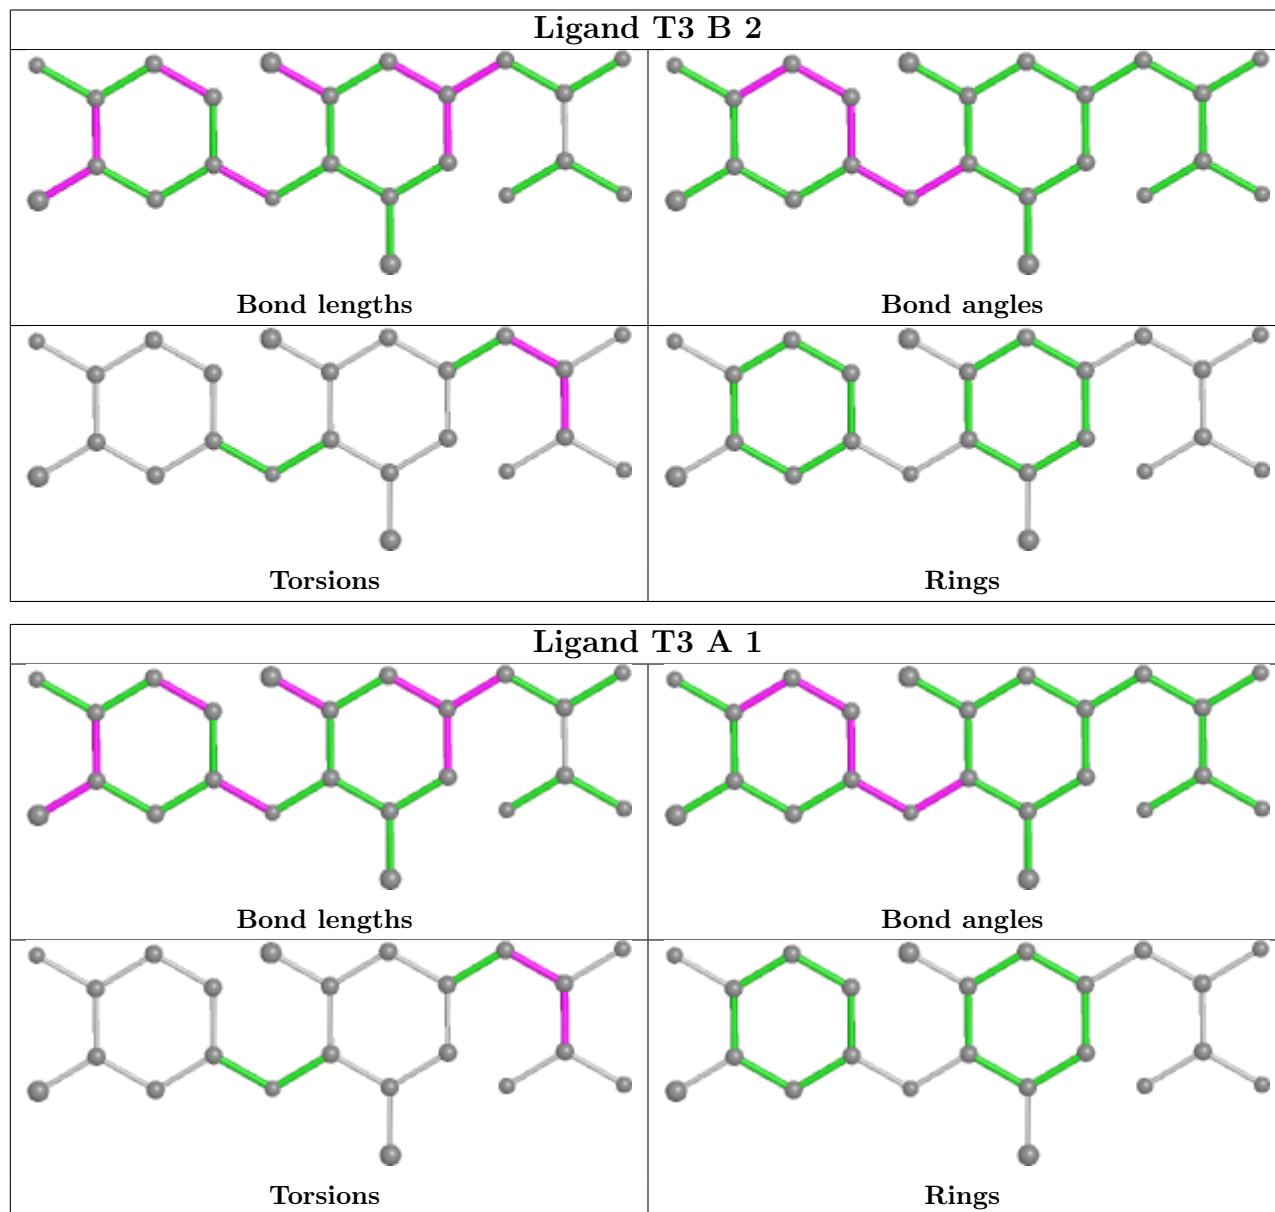 Ligand T3 B 2
Bond lengths
Bond angles
Torsions
Rings
Ligand T3 A 1
Bond lengths
Bond angles
Torsions
Rings